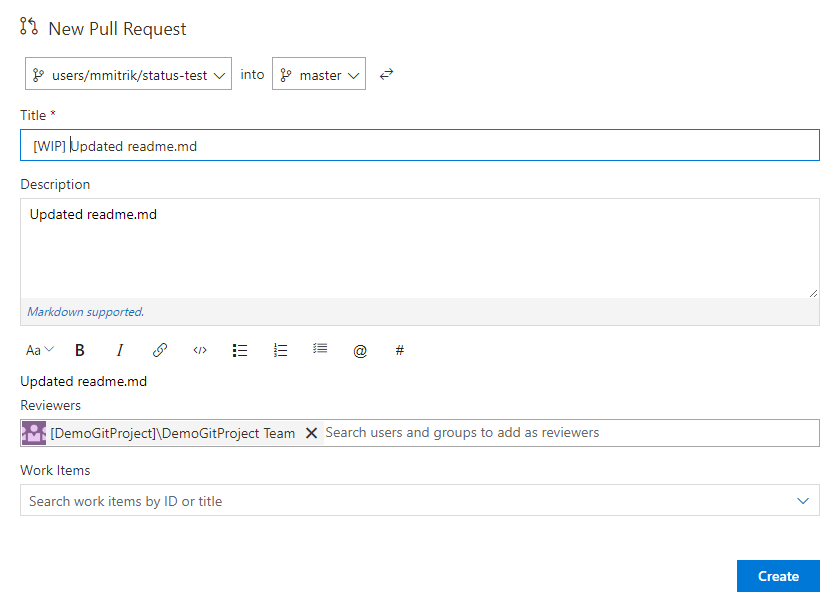 New Pull Request
users/mmitrik/status-test into master
Title *
[WIP] Updated readme.md
Description
Updated readme.md
Markdown supported.
Aa B I </> @ #
Updated readme.md
Reviewers
[DemoGitProject]\DemoGitProject Team Search users and groups to add as reviewers
Work Items
Search work items by ID or title
Create